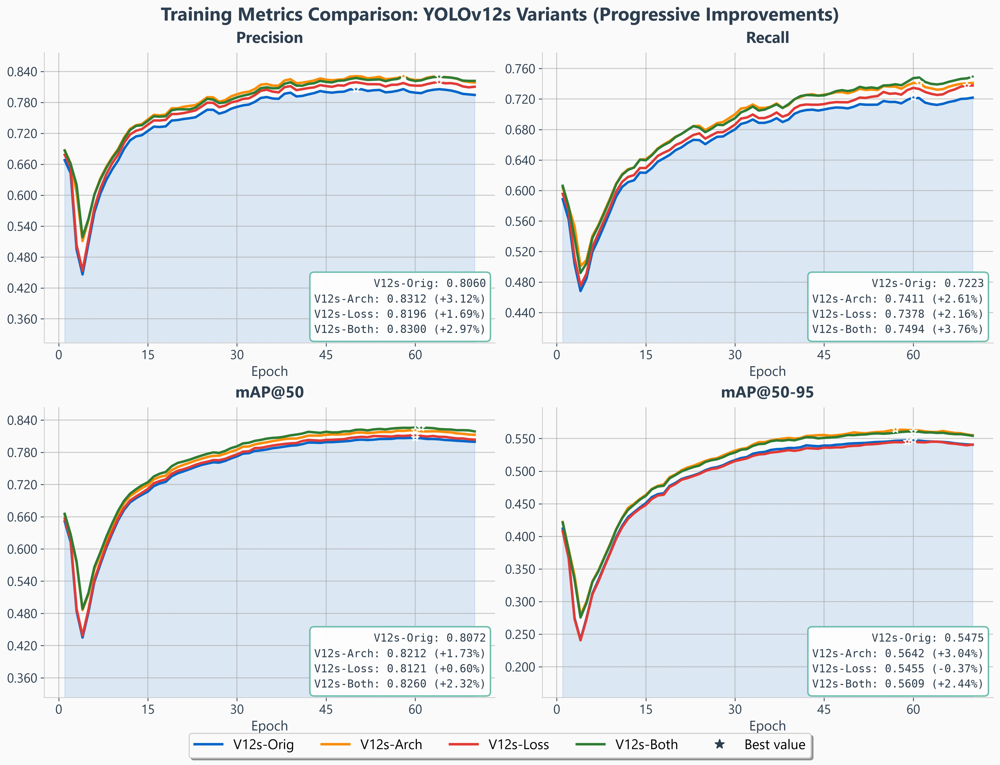 Training Metrics Comparison: YOLOv12s Variants (Progressive Improvements)
Precision
0.840
0.780
0.720
0.660
0.600
0.540
0.480
0.420
0.360
V12s-Orig: 0.8060
V12s-Arch: 0.8312 (+3.12%)
V12s-Loss: 0.8196 (+1.69%)
V12s-Both: 0.8300 (+2.97%)
0 15 30 45 60
Epoch
Recall
0.760
0.720
0.680
0.640
0.600
0.560
0.520
0.480
0.440
V12s-Orig: 0.7223
V12s-Arch: 0.7411 (+2.61%)
V12s-Loss: 0.7378 (+2.16%)
V12s-Both: 0.7494 (+3.76%)
0 15 30 45 60
Epoch
mAP@50
0.840
0.780
0.720
0.660
0.600
0.540
0.480
0.420
0.360
V12s-Orig: 0.8072
V12s-Arch: 0.8212 (+1.73%)
V12s-Loss: 0.8121 (+0.60%)
V12s-Both: 0.8260 (+2.32%)
0 15 30 45 60
Epoch
mAP@50-95
0.550
0.500
0.450
0.400
0.350
0.300
0.250
0.200
V12s-Orig: 0.5475
V12s-Arch: 0.5642 (+3.04%)
V12s-Loss: 0.5455 (-0.37%)
V12s-Both: 0.5609 (+2.44%)
0 15 30 45 60
Epoch
V12s-Orig V12s-Arch V12s-Loss V12s-Both Best value